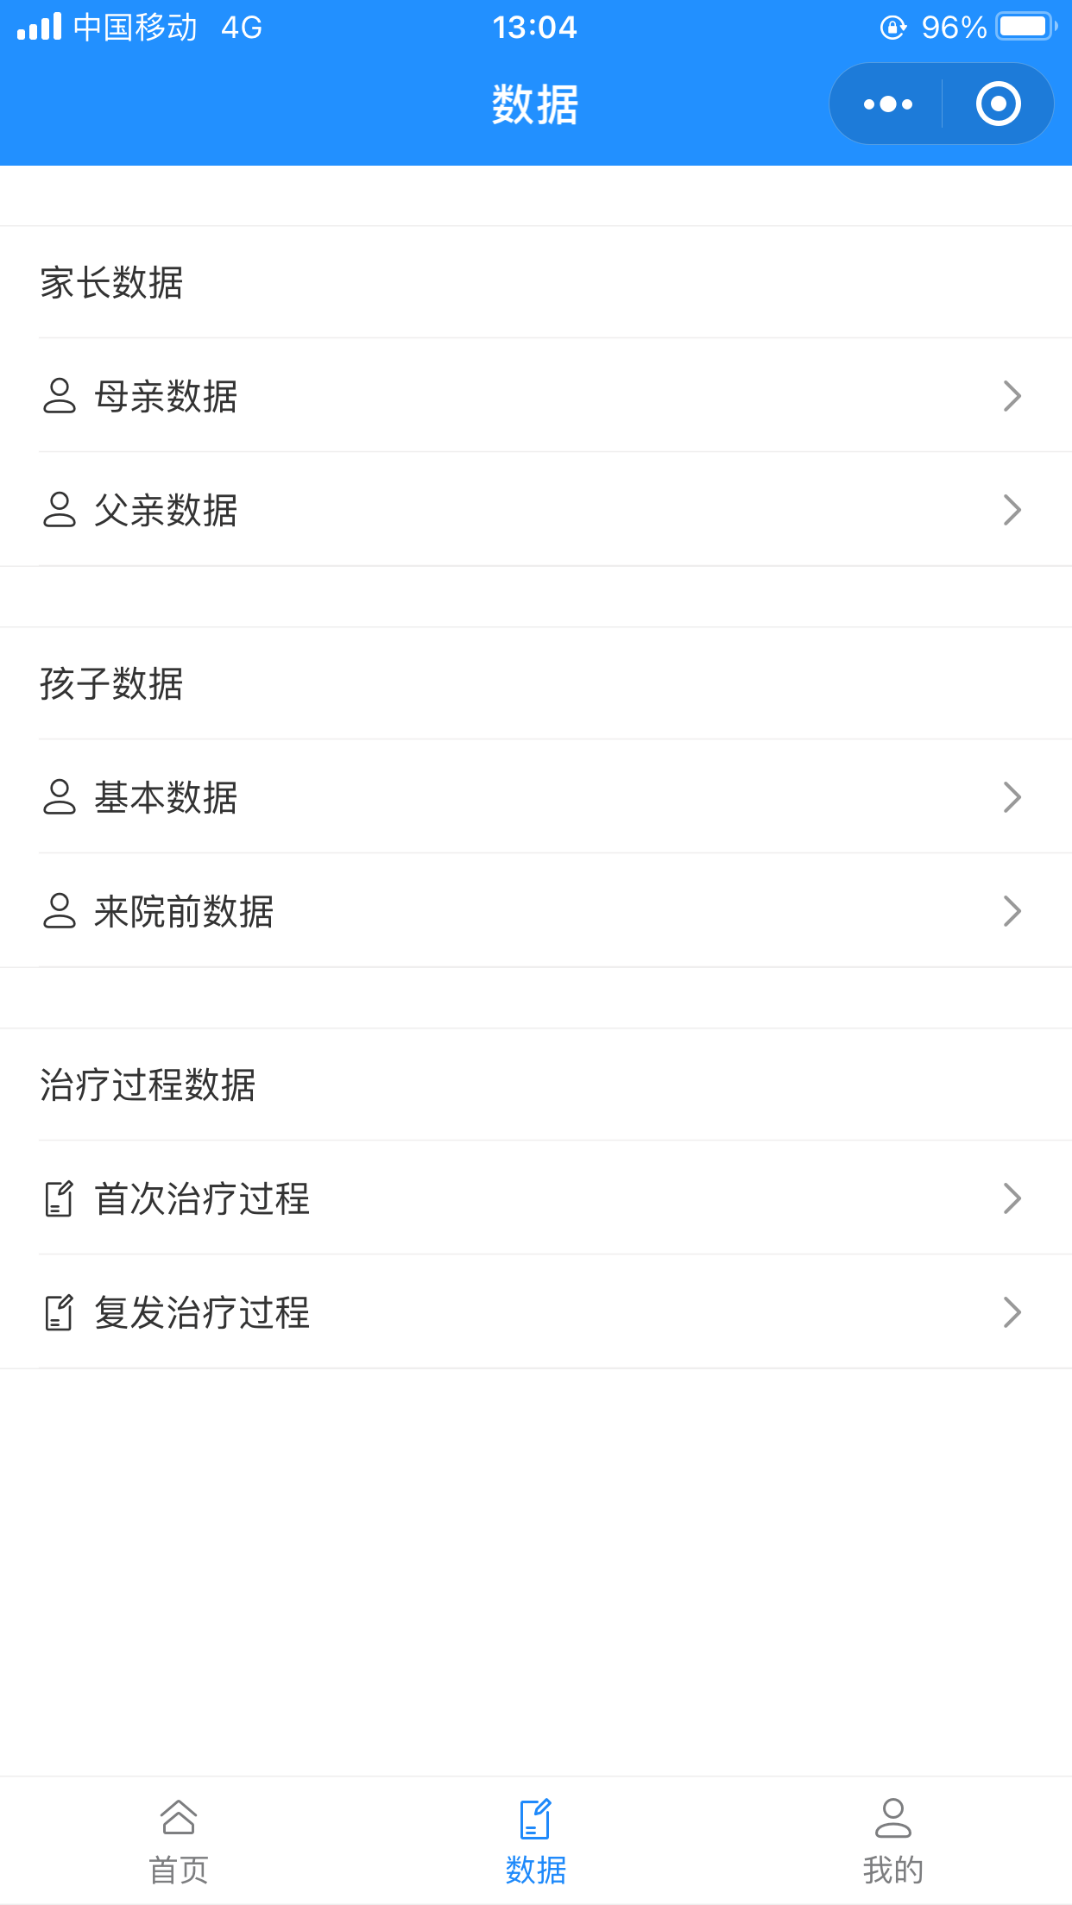 中国移动 4G 13:04 96%
数据
家长数据
母亲数据
父亲数据
孩子数据
基本数据
来院前数据
治疗过程数据
首次治疗过程
复发治疗过程
首页 数据 我的